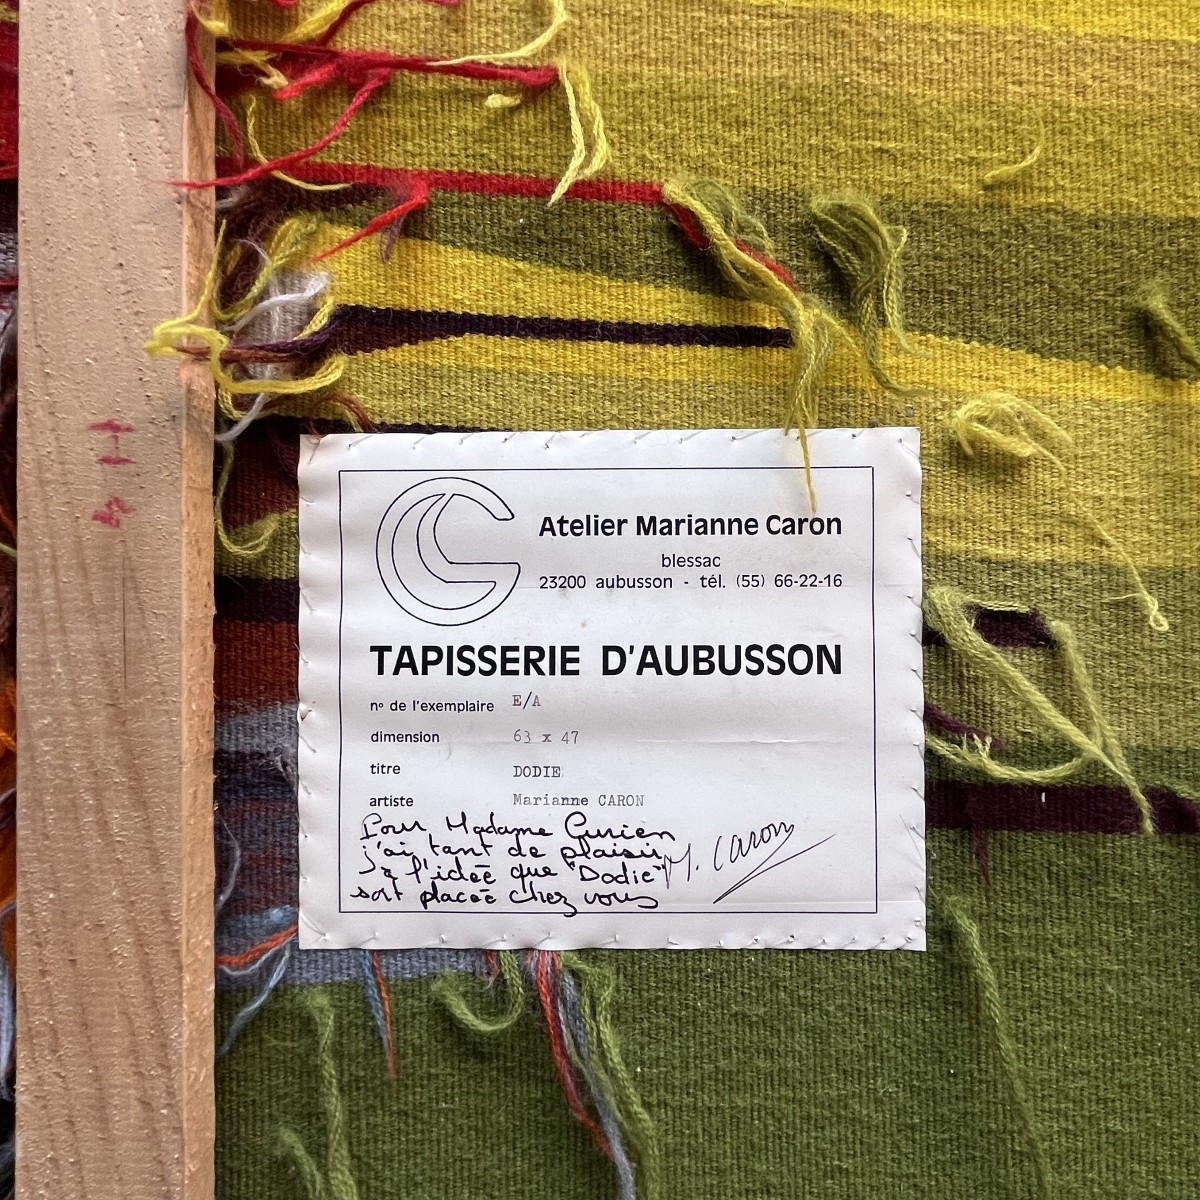 Atelier Marianne Caron
blessac
23200 aubusson - tél. (55) 66-22-16
TAPISSERIE D'AUBUSSON
nº de l'exemplaire E/A
dimension 63 x 47
titre DODIE
artiste Marianne CARON
Pour Madame Curien
j'ai tant de plaisir
à l'idée que "Dodie"
soit placée chez vous
M. Caron